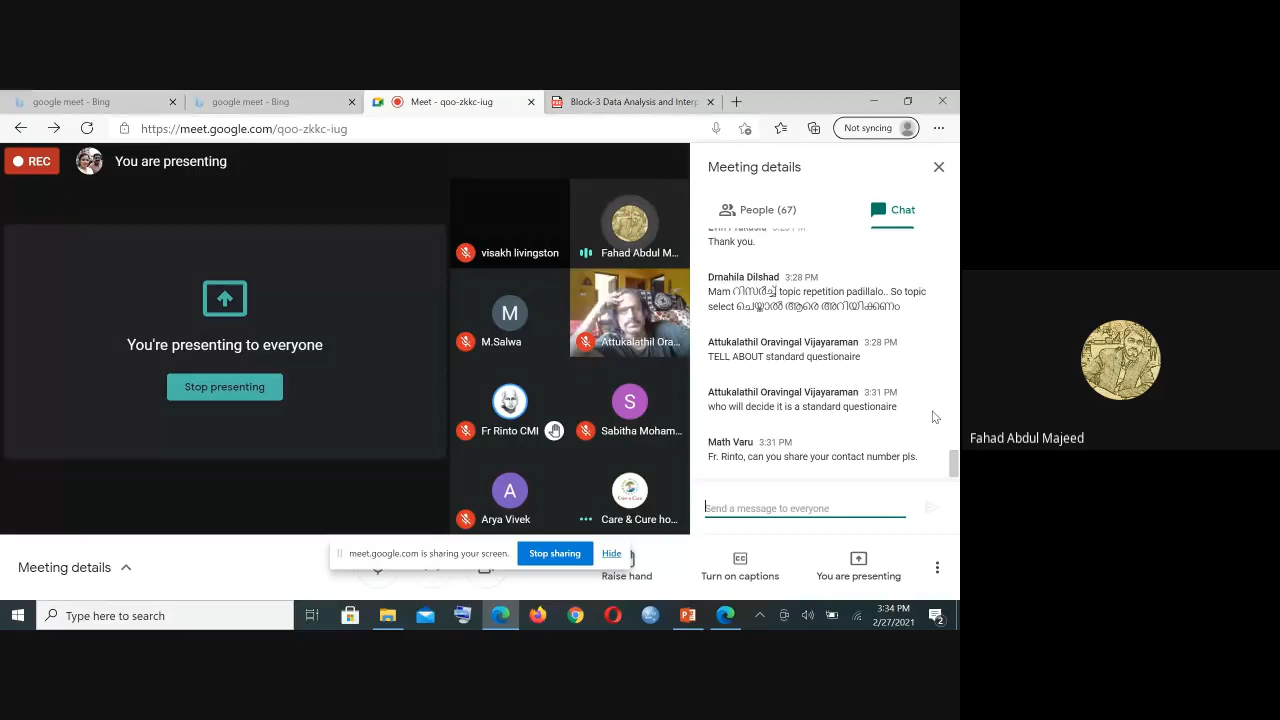 google meet - Bing
google meet - Bing
Meet - qoo-zkkc-iug
Block-3 Data Analysis and Interp
https://meet.google.com/qoo-zkkc-iug
Not syncing
REC
You are presenting
You're presenting to everyone
Stop presenting
visakh livingston
Fahad Abdul M...
M
M.Salwa
Attukalathil Ora...
Fr Rinto CMI
S
Sabitha Moham...
A
Arya Vivek
Care & Cure ho...
Meeting details
People (67)
Chat
Thank you.
Drnahila Dilshad 3:28 PM
Mam റിസർച്ച് topic repetition padillalo.. So topic
select ചെയ്താൽ ആരെ അറിയിക്കണം
Attukalathil Oravingal Vijayaraman 3:28 PM
TELL ABOUT standard questionaire
Attukalathil Oravingal Vijayaraman 3:31 PM
who will decide it is a standard questionaire
Math Varu 3:31 PM
Fr. Rinto, can you share your contact number pls.
Send a message to everyone
meet.google.com is sharing your screen.
Stop sharing
Hide
Meeting details
Raise hand
Turn on captions
You are presenting
Type here to search
3:34 PM
2/27/2021
2
Fahad Abdul Majeed